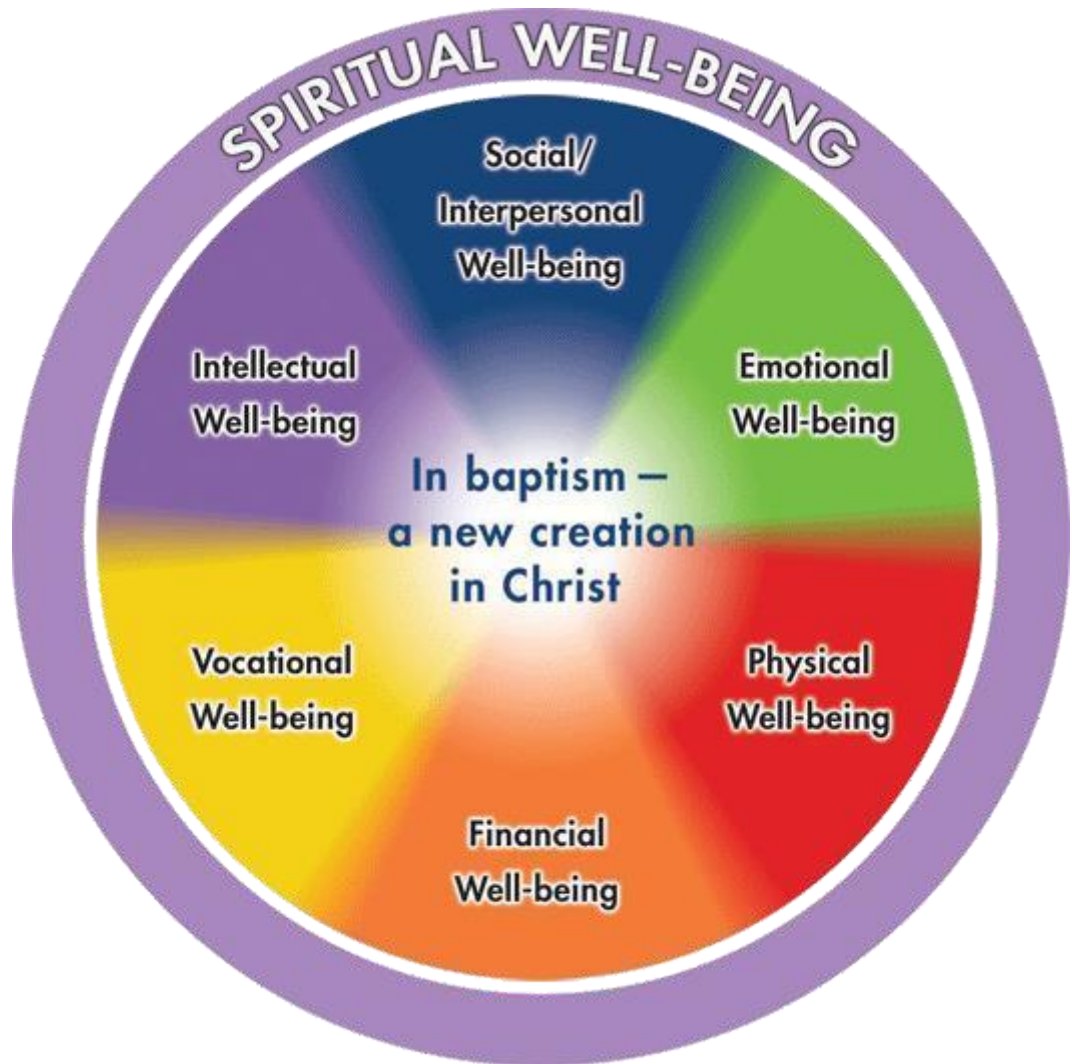 SPIRITUAL WELL-BEING
Social/
Interpersonal
Well-being
Emotional
Well-being
Physical
Well-being
Financial
Well-being
Vocational
Well-being
Intellectual
Well-being
In baptism –
a new creation
in Christ